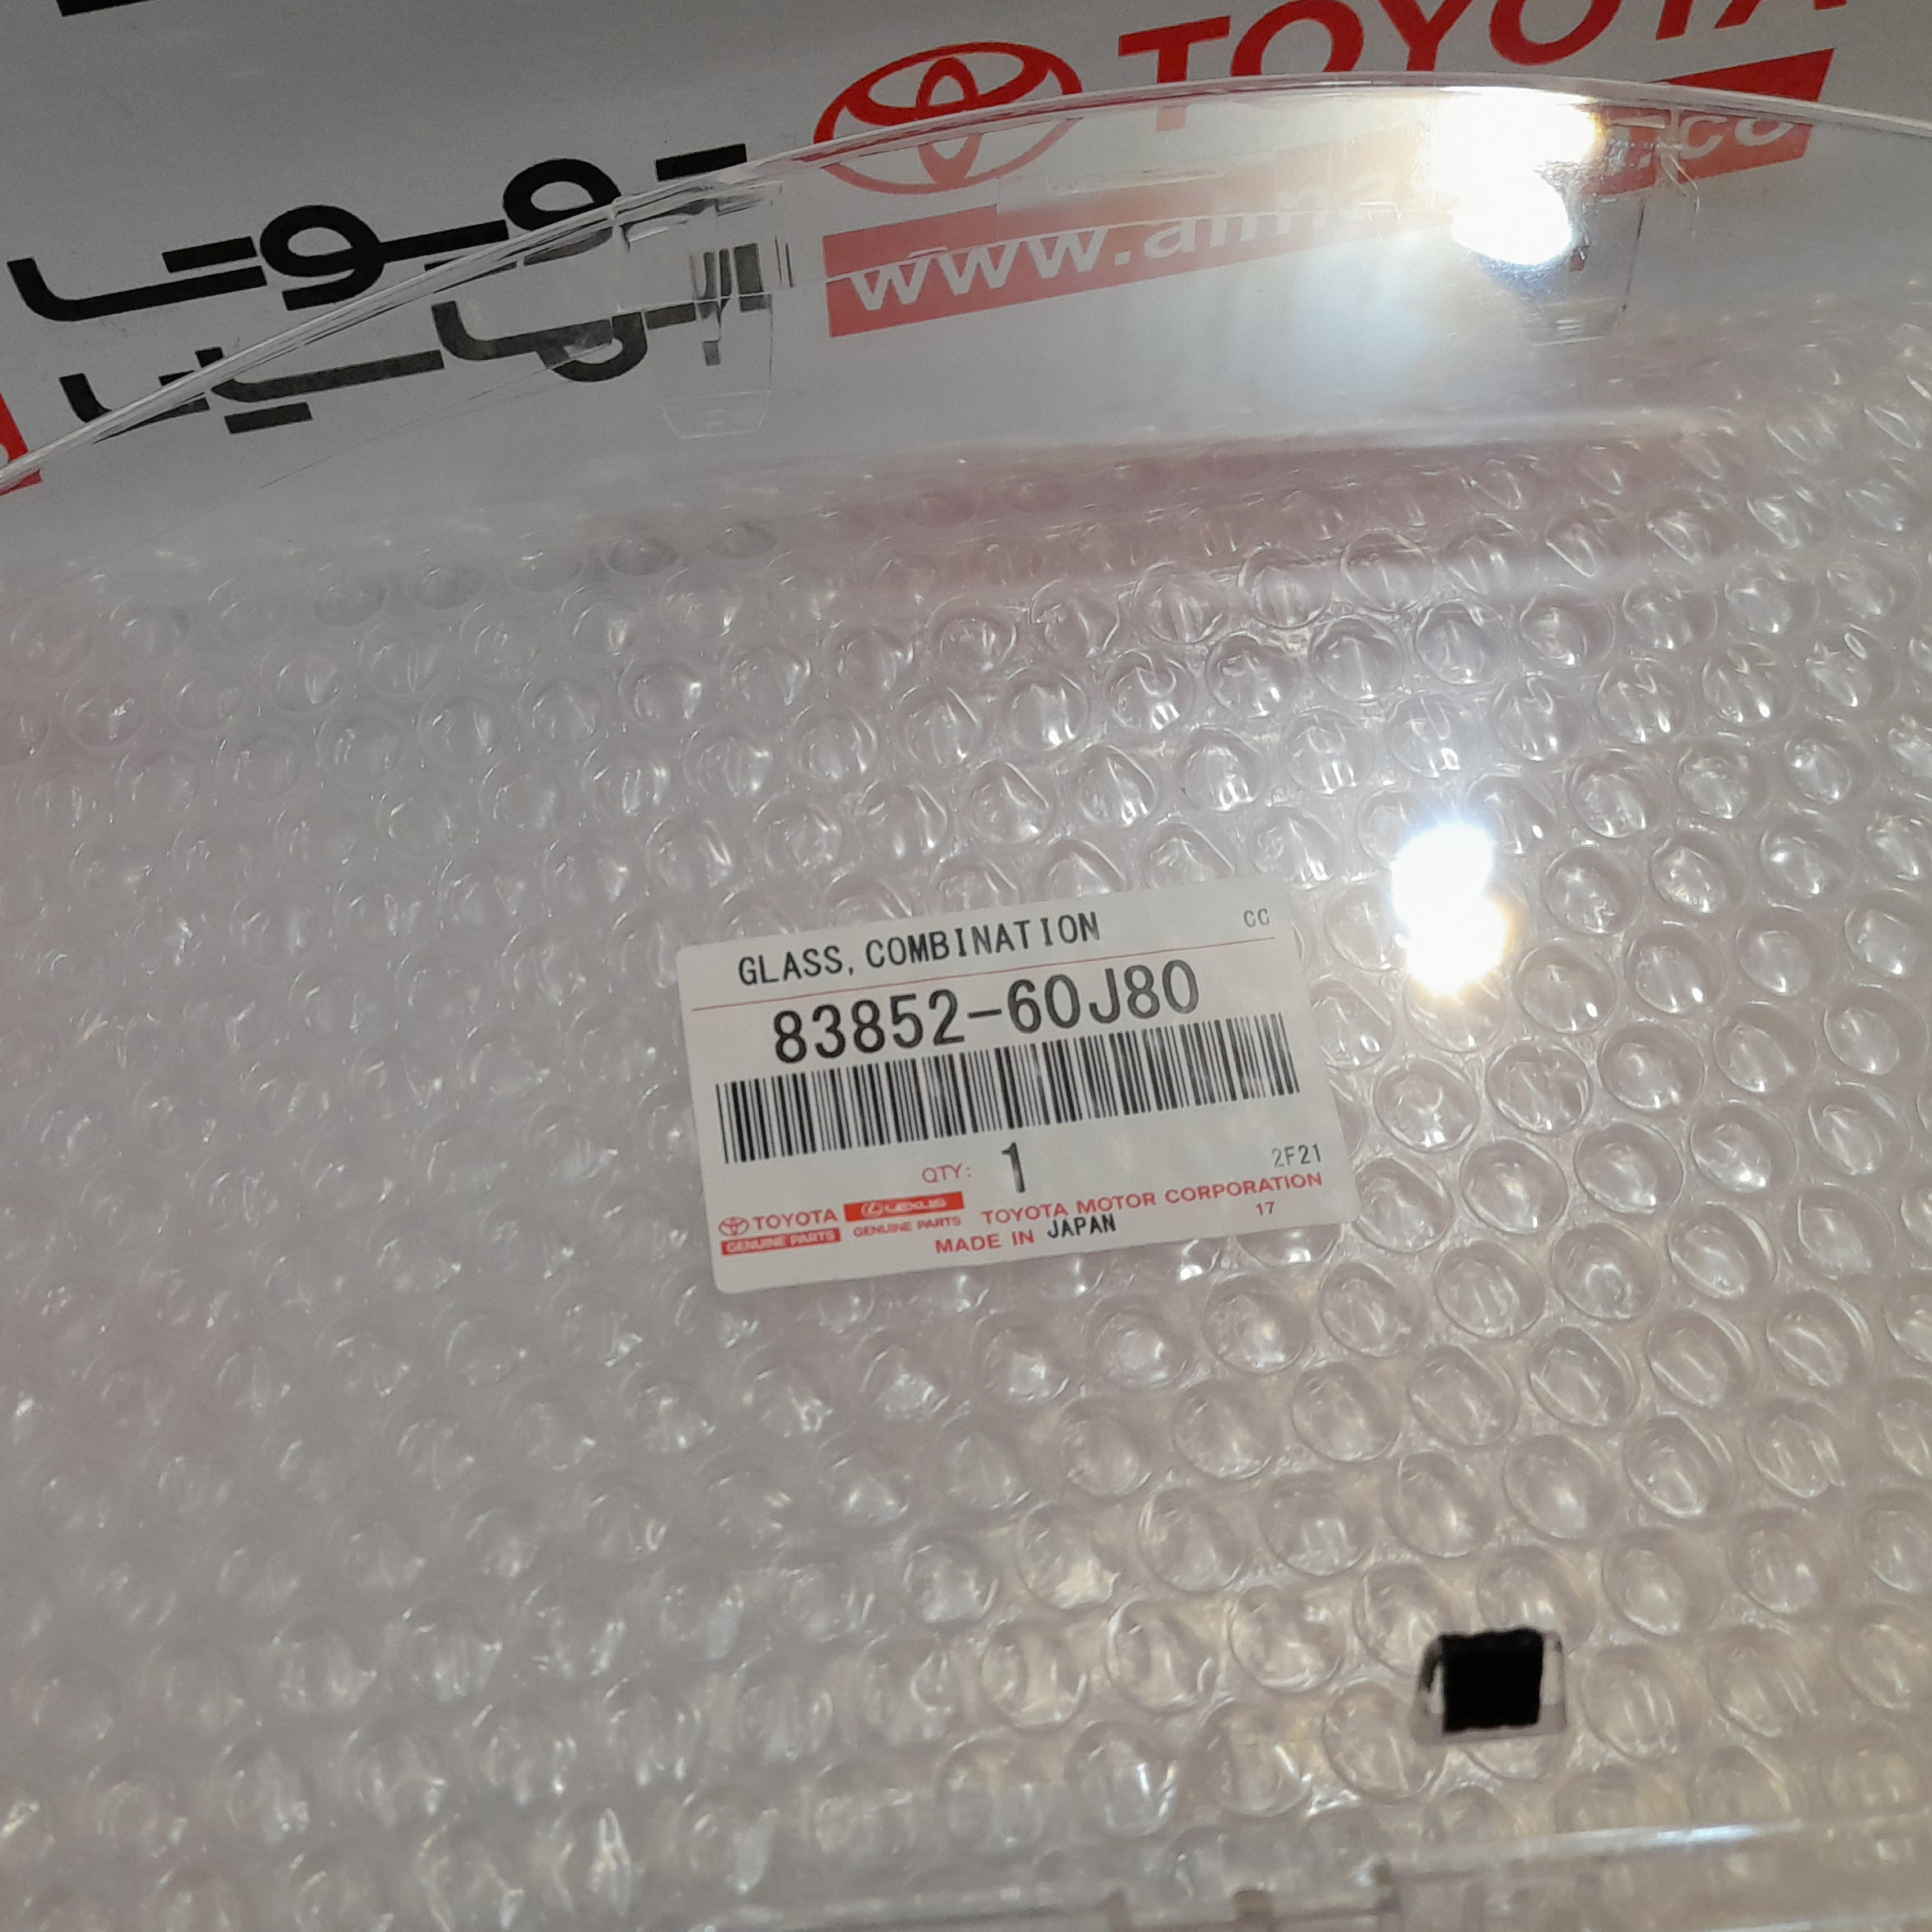 TOYOTA
GLASS, COMBINATION
CC
83852-60J80
QTY: 1
2F21
TOYOTA
GENUINE PARTS
LEXUS
GENUINE PARTS
TOYOTA MOTOR CORPORATION
MADE IN JAPAN
17